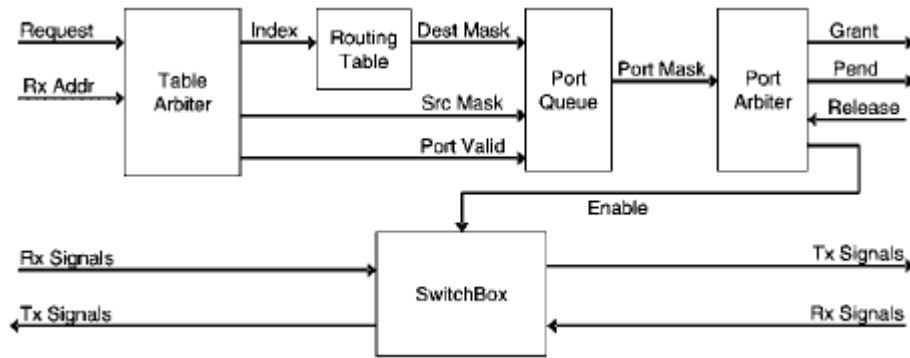 Request
Index
Routing
Table
Dest Mask
Grant
Rx Addr
Table
Arbiter
Src Mask
Port
Queue
Port Mask
Port
Arbiter
Pend
Release
Port Valid
Enable
Rx Signals
Tx Signals
SwitchBox
Tx Signals
Rx Signals